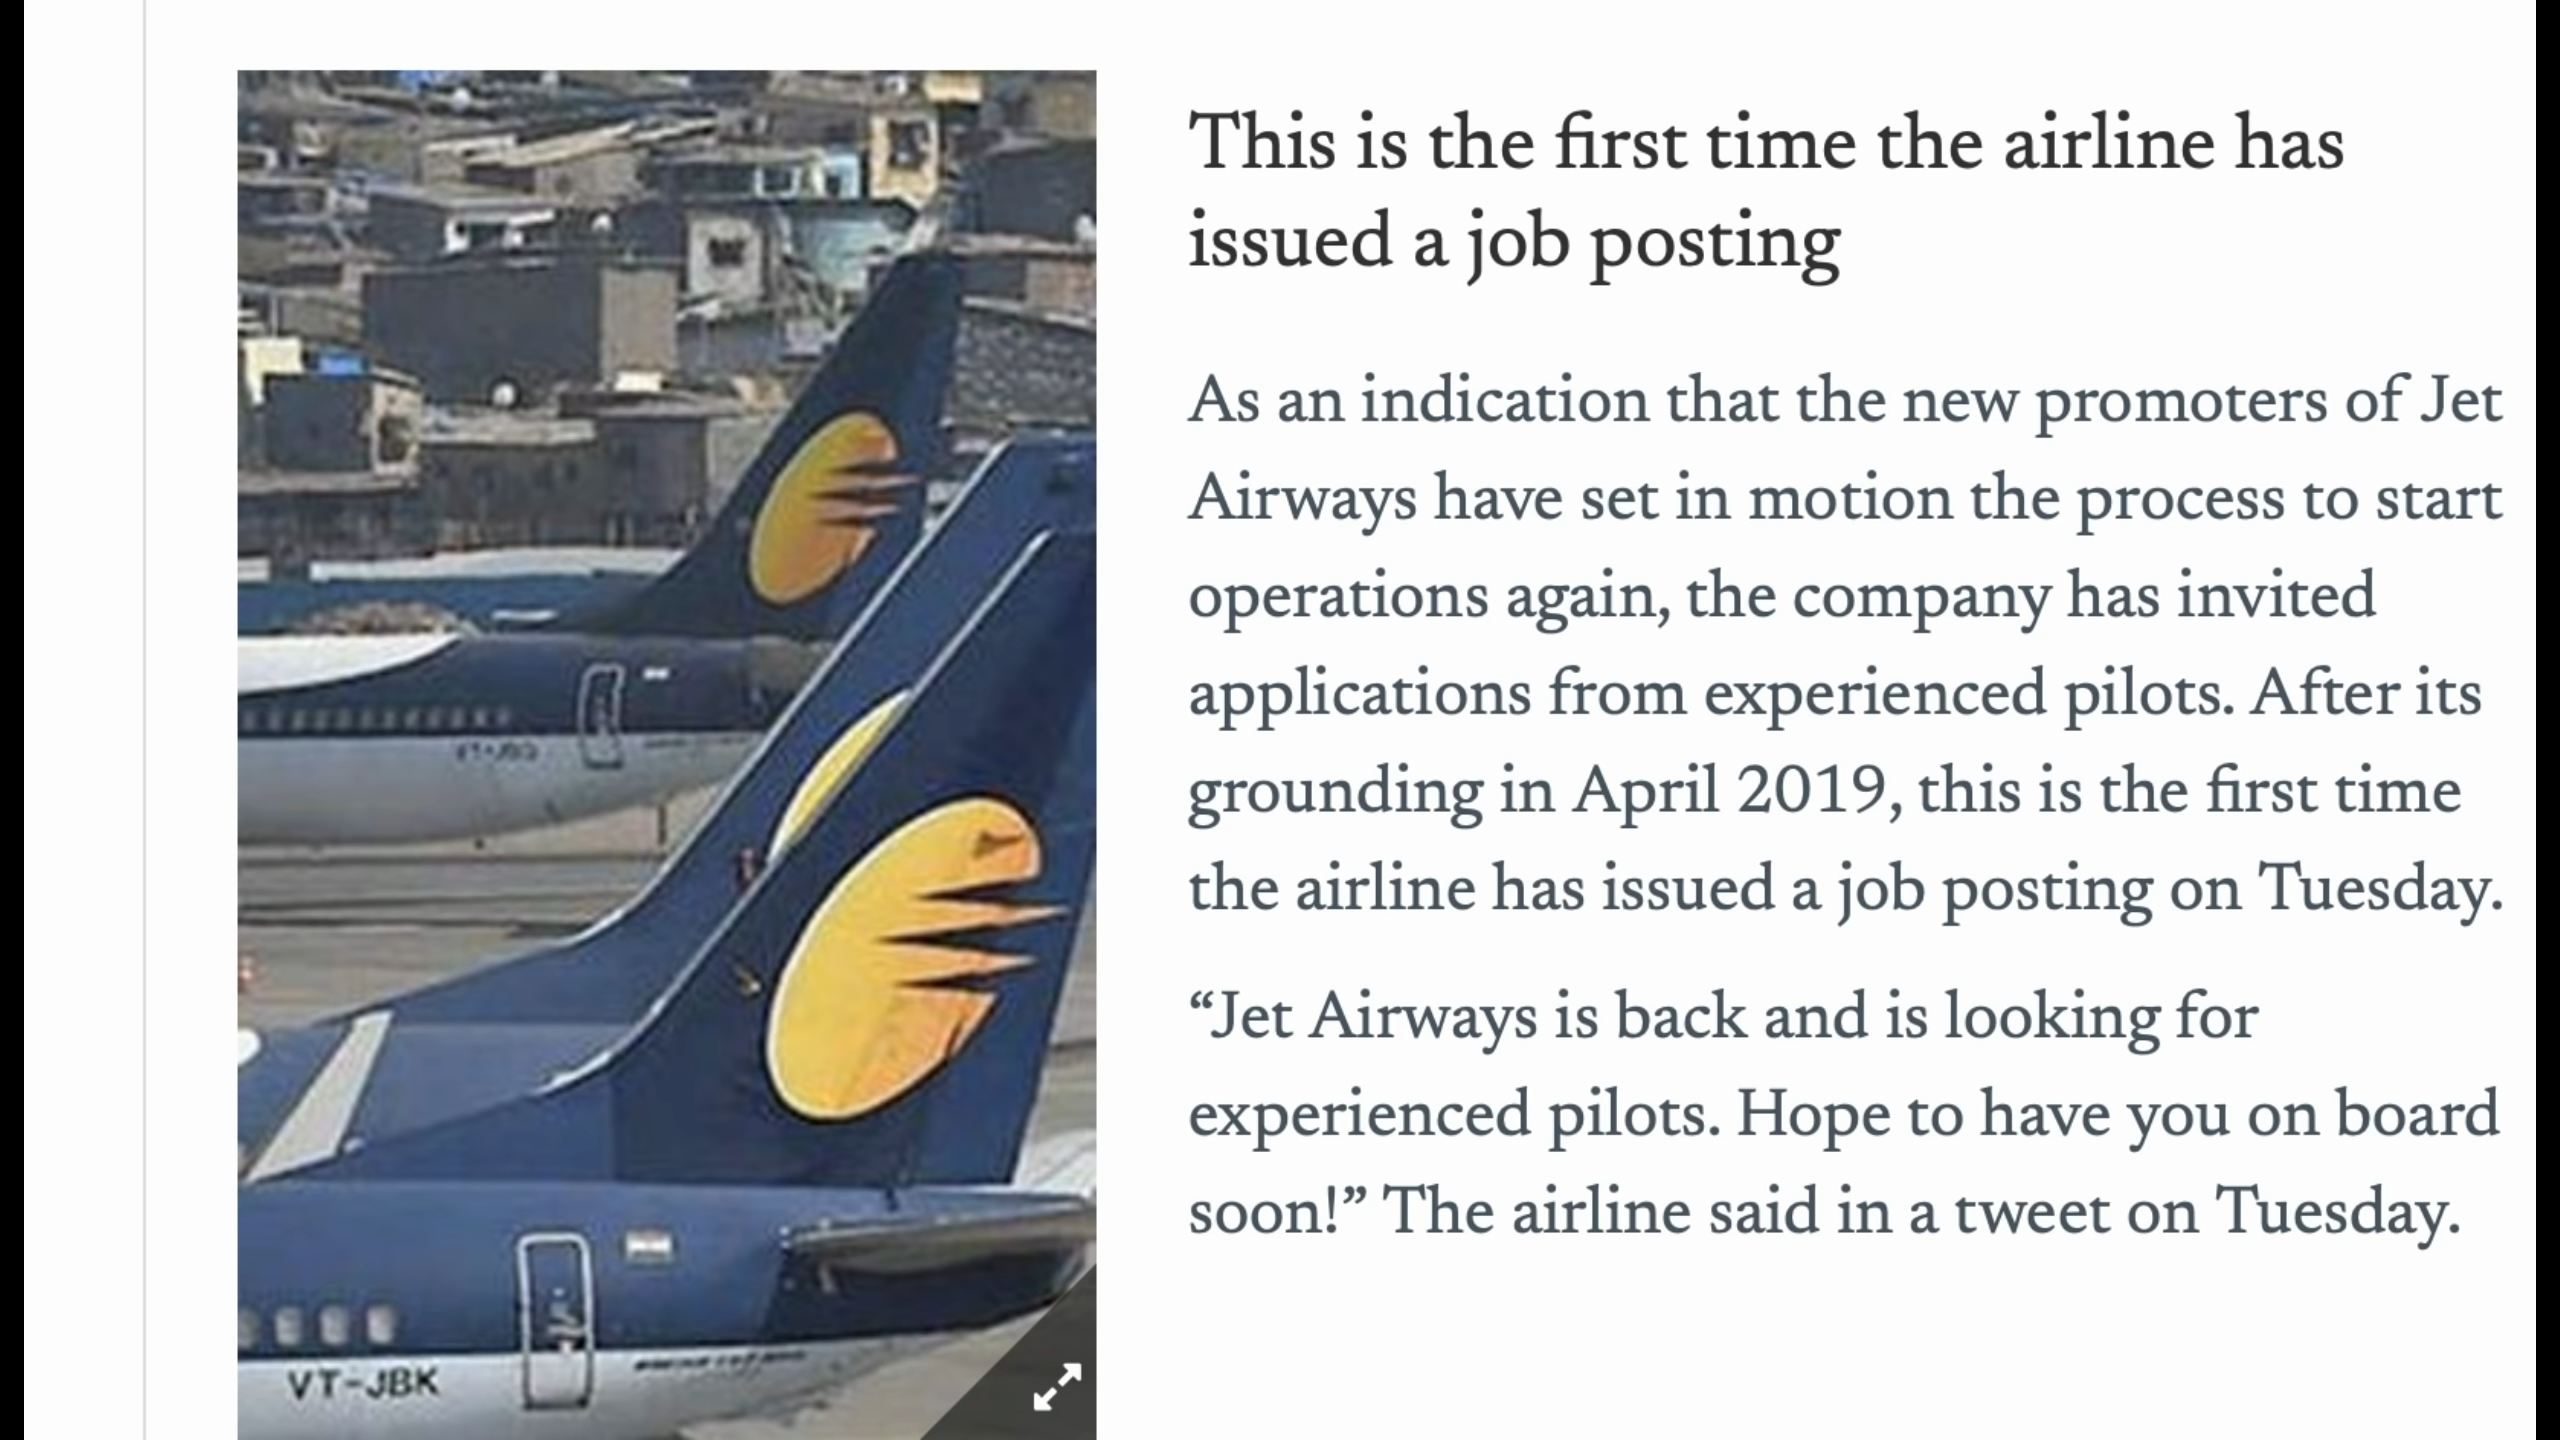 This is the first time the airline has
issued a job posting
As an indication that the new promoters of Jet
Airways have set in motion the process to start
operations again, the company has invited
applications from experienced pilots. After its
grounding in April 2019, this is the first time
the airline has issued a job posting on Tuesday.
“Jet Airways is back and is looking for
experienced pilots. Hope to have you on board
soon!” The airline said in a tweet on Tuesday.
VT-JBK